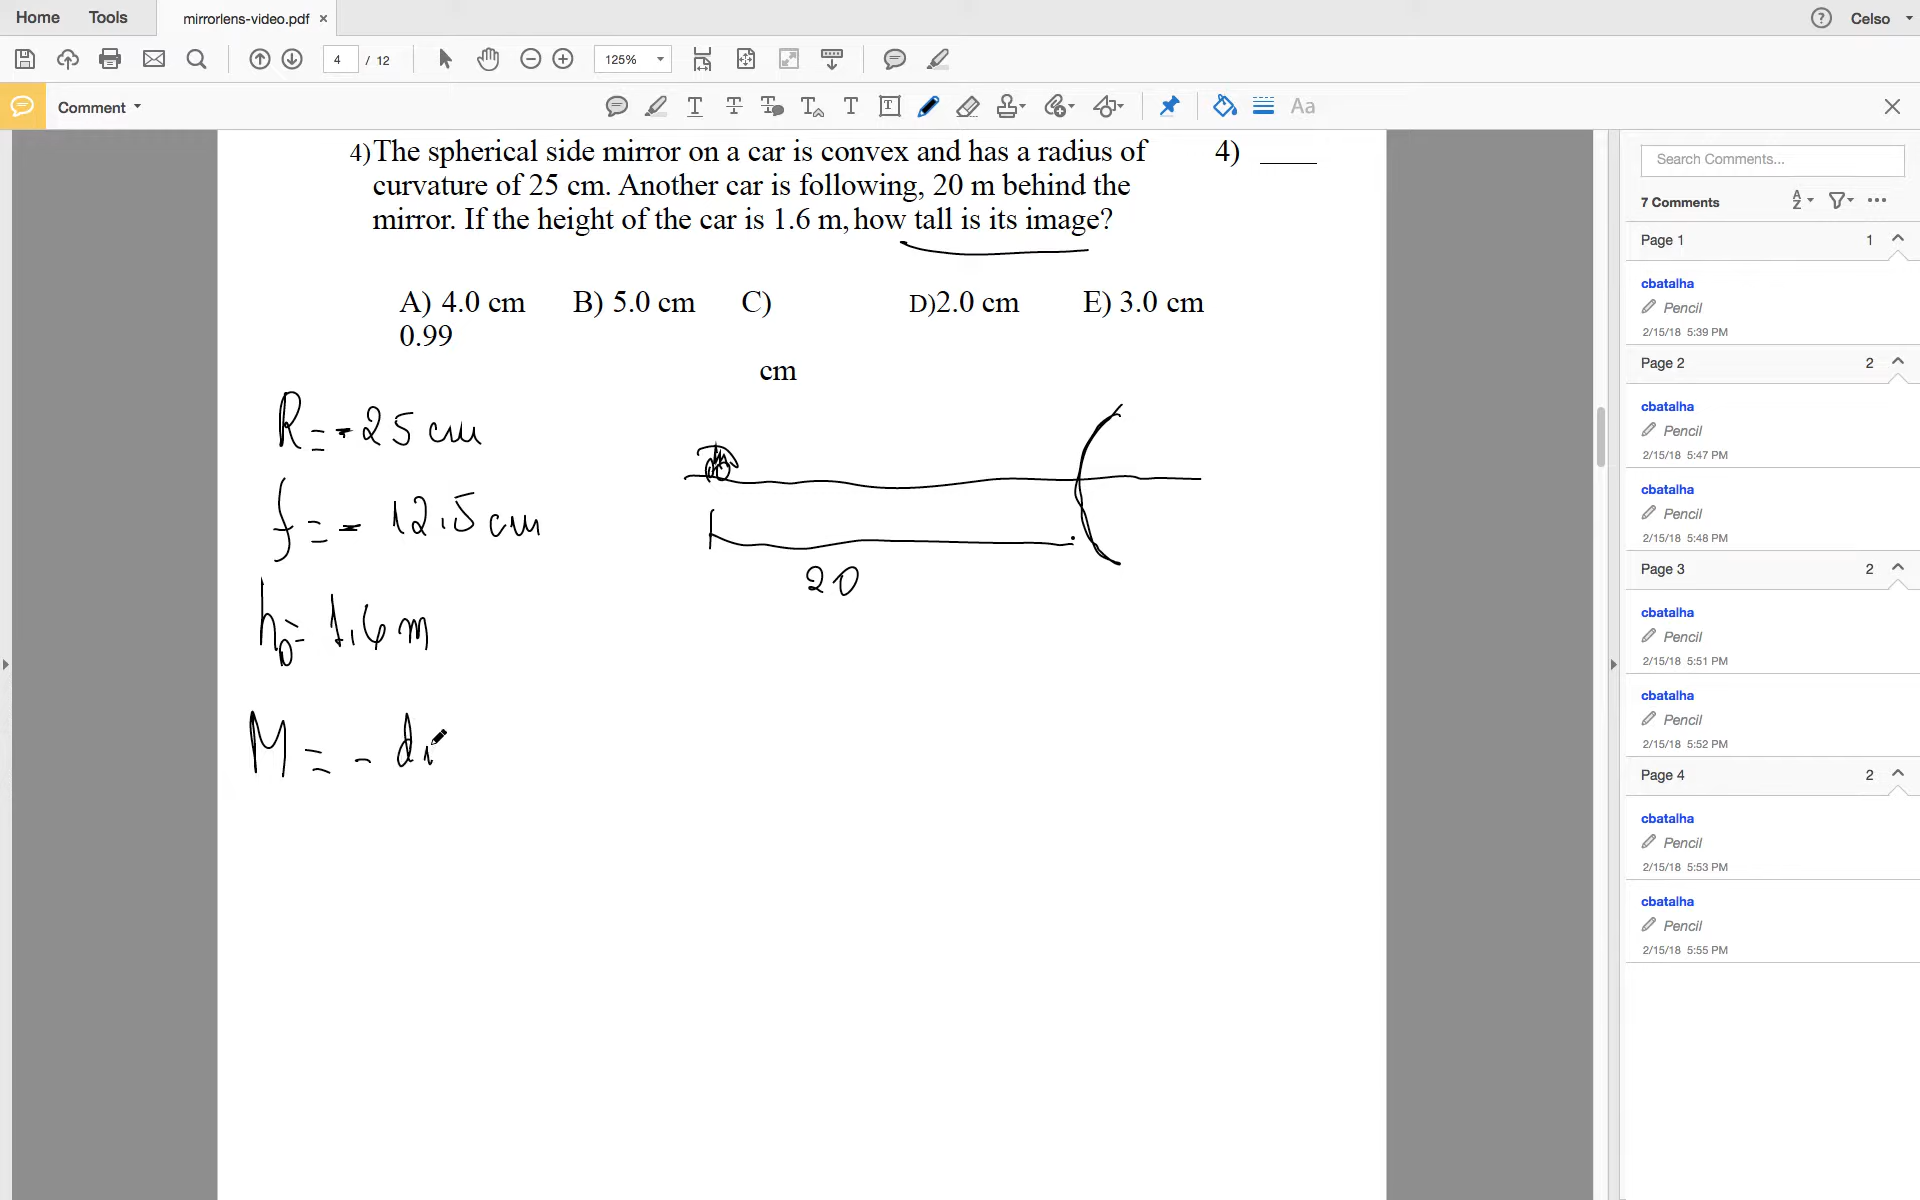 Home Tools mirrorlens-video.pdf × ? Celso
4 / 12 125%
Comment T T T T T T Aa
4) The spherical side mirror on a car is convex and has a radius of 4) ____
curvature of 25 cm. Another car is following, 20 m behind the
mirror. If the height of the car is 1.6 m, how tall is its image?
A) 4.0 cm B) 5.0 cm C) D)2.0 cm E) 3.0 cm
0.99
cm
R = -25 cm
f = - 12.5 cm
20
ho = 1.6 m
M = - di
Search Comments...
7 Comments AZ
Page 1 1
cbatalha
Pencil
2/15/18 5:39 PM
Page 2 2
cbatalha
Pencil
2/15/18 5:47 PM
cbatalha
Pencil
2/15/18 5:48 PM
Page 3 2
cbatalha
Pencil
2/15/18 5:51 PM
cbatalha
Pencil
2/15/18 5:52 PM
Page 4 2
cbatalha
Pencil
2/15/18 5:53 PM
cbatalha
Pencil
2/15/18 5:55 PM